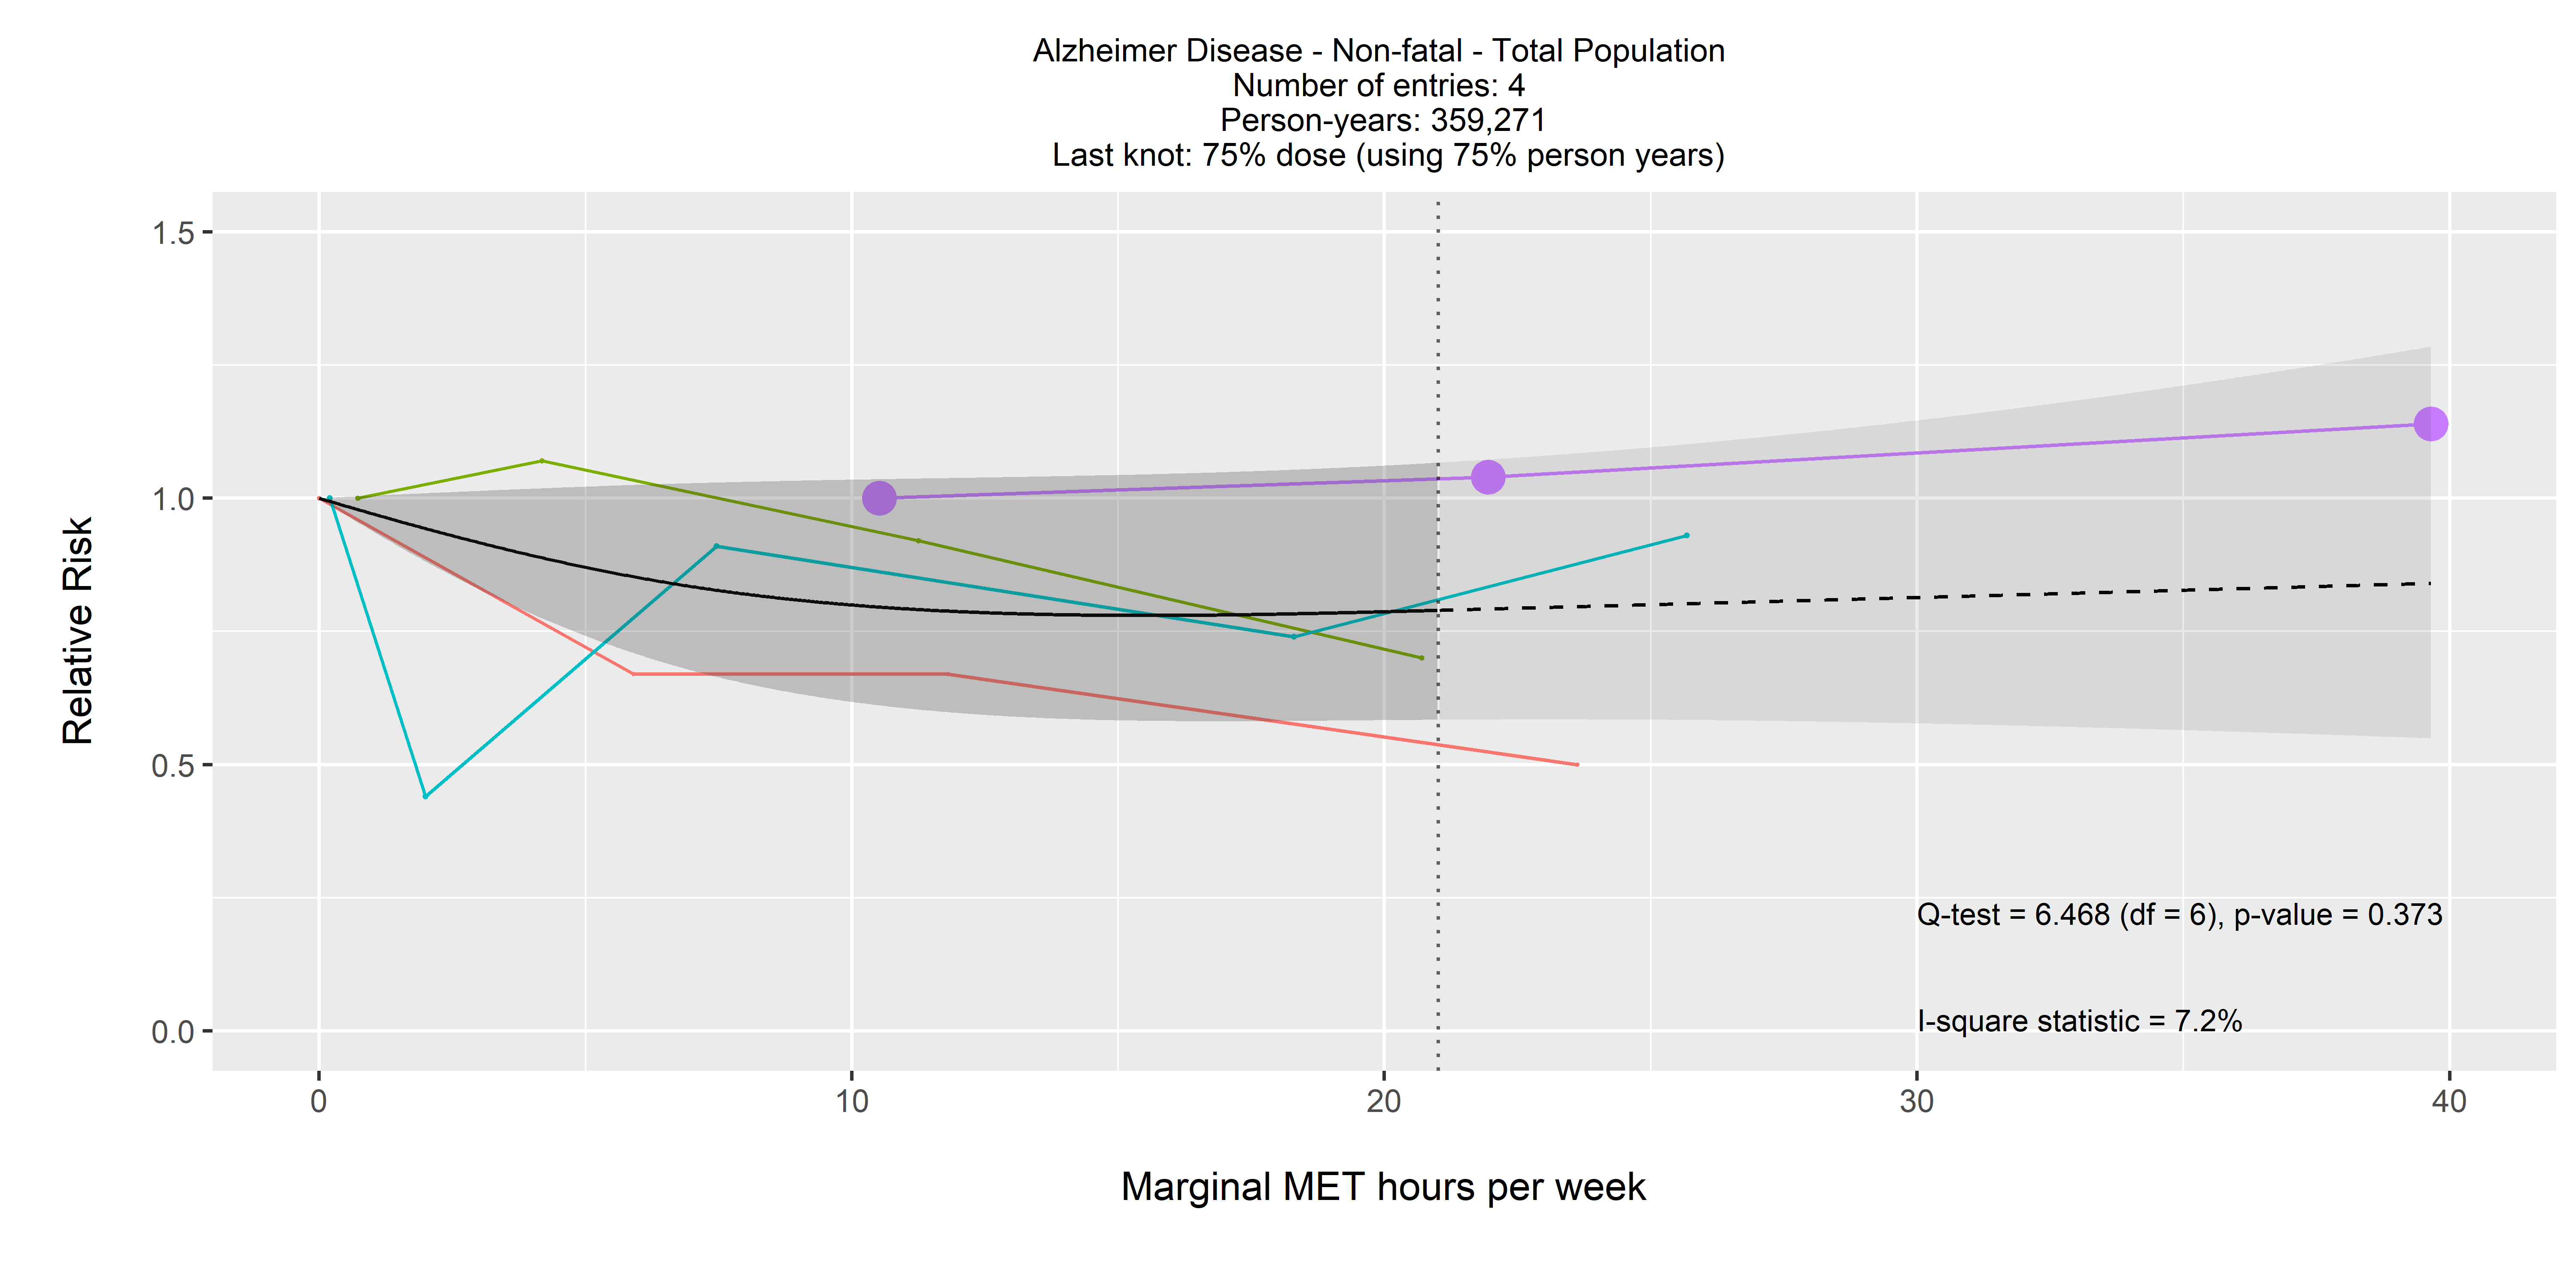 Alzheimer Disease - Non-fatal - Total Population
Number of entries: 4
Person-years: 359,271
Last knot: 75% dose (using 75% person years)
1.5
1.0
0.5
0.0
Relative Risk
Q-test = 6.468 (df = 6), p-value = 0.373
I-square statistic = 7.2%
0 10 20 30 40
Marginal MET hours per week